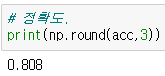 # 정확도.
print(np.round(acc,3))
0.808